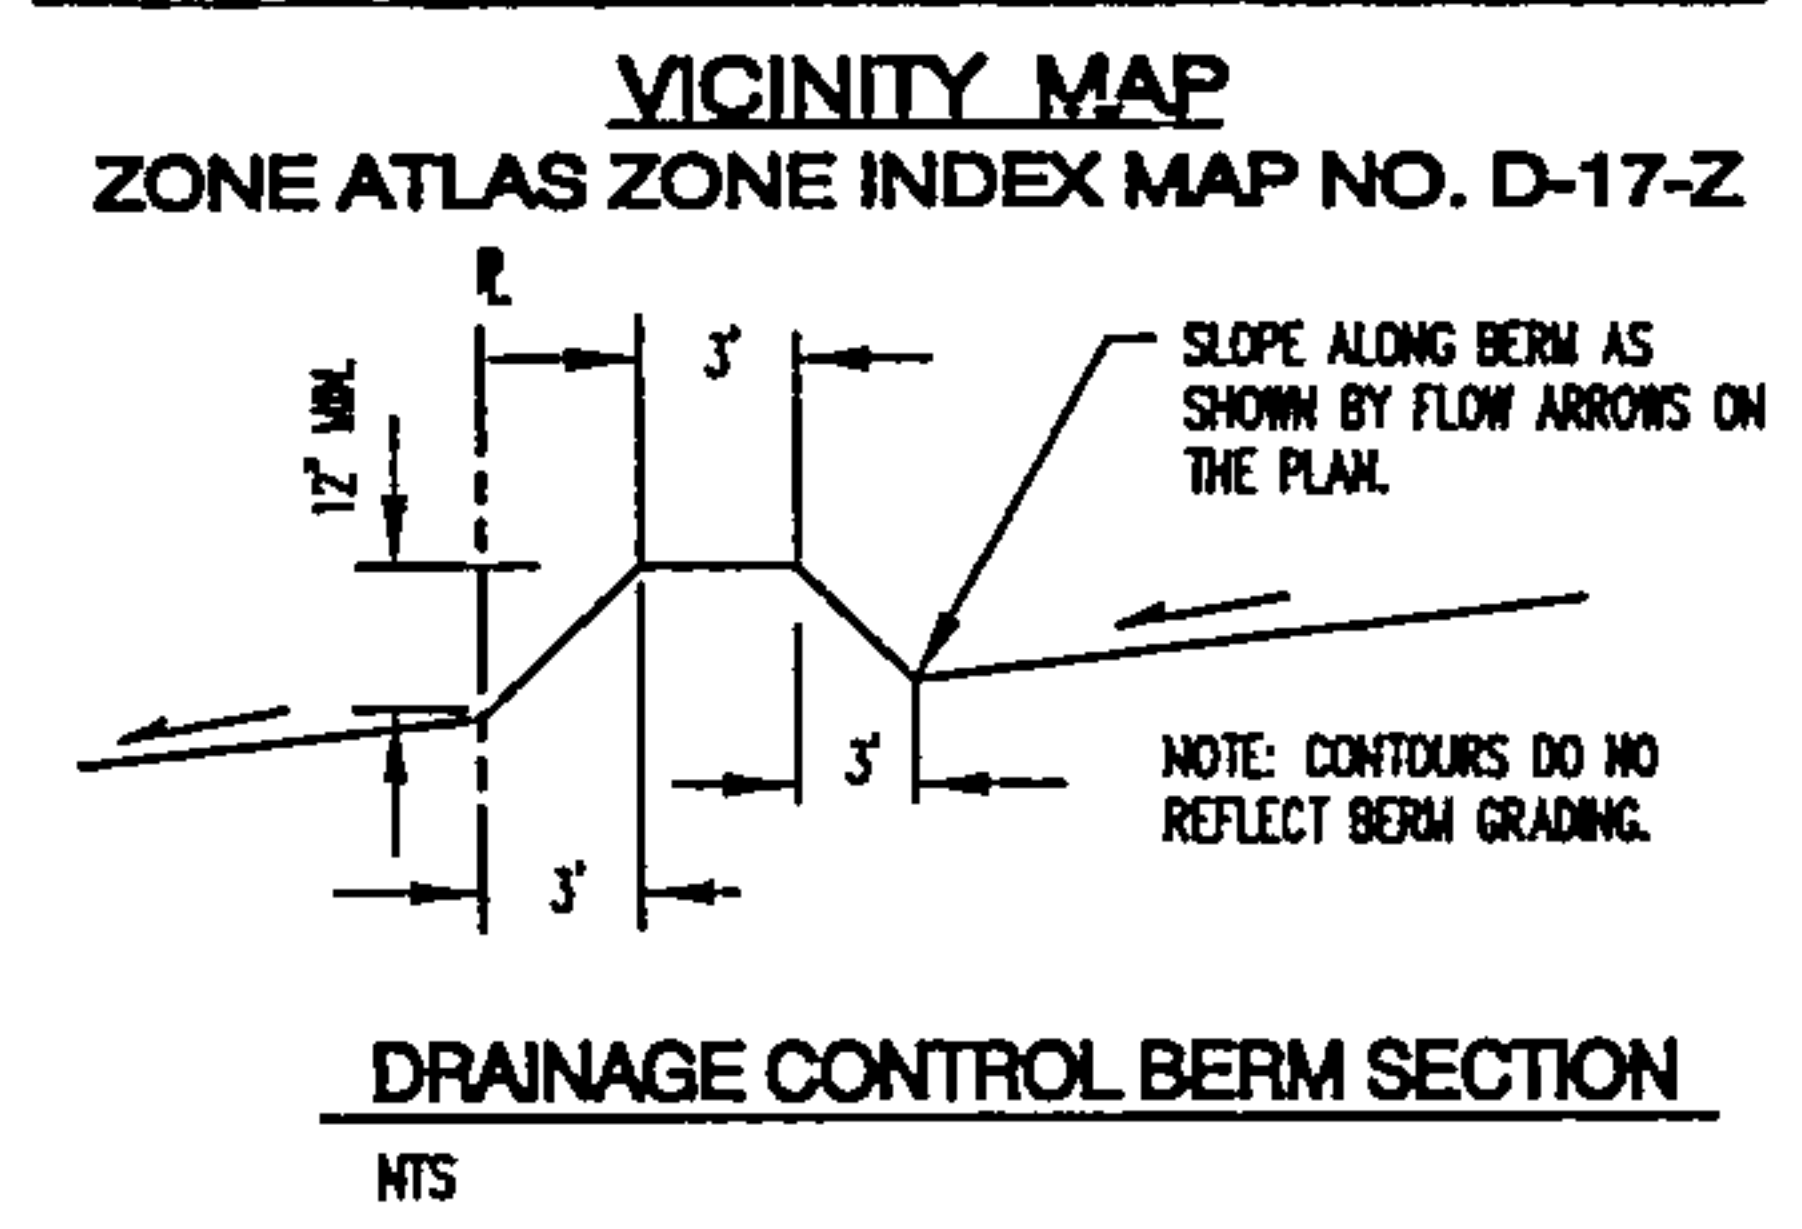 VICINITY MAP
ZONE ATLAS ZONE INDEX MAP NO. D-17-Z
PL
3'
12" MIN.
SLOPE ALONG BERM AS
SHOWN BY FLOW ARROWS ON
THE PLAN.
3'
NOTE: CONTOURS DO NO
REFLECT BERM GRADING.
3'
DRAINAGE CONTROL BERM SECTION
NTS